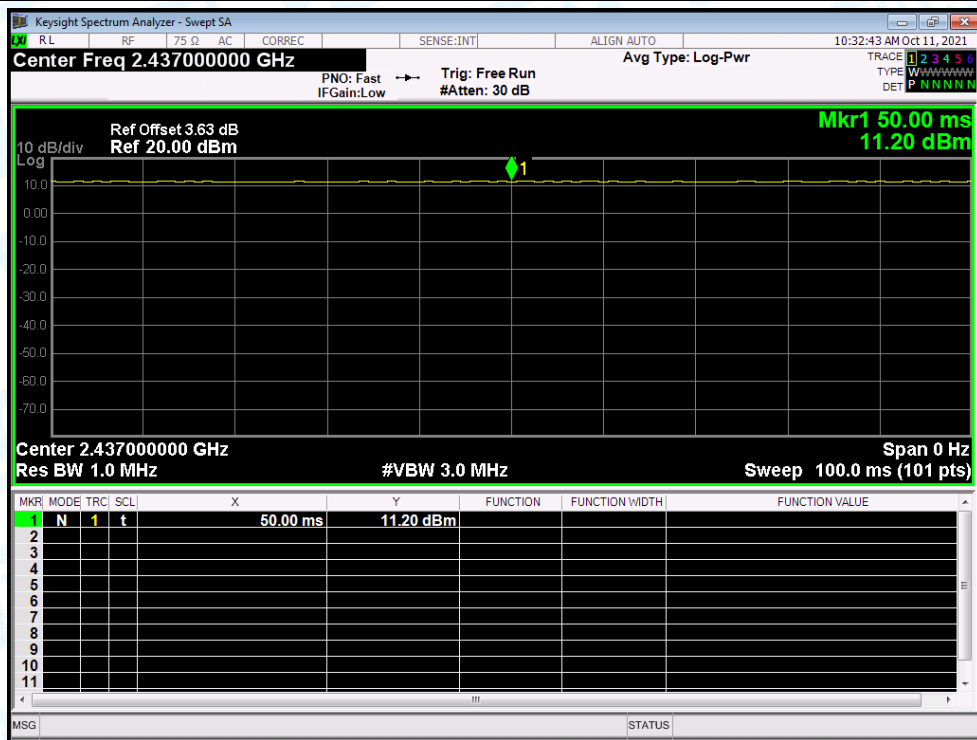 Keysight Spectrum Analyzer - Swept SA
LXI RL RF 75 Ω AC CORREC SENSE:INT ALIGN AUTO 10:32:43 AM Oct 11, 2021
Center Freq 2.437000000 GHz
PNO: Fast
IFGain:Low
Trig: Free Run
#Atten: 30 dB
Avg Type: Log-Pwr
TRACE 1 2 3 4 5 6
TYPE WWWWWWW
DET P N N N N N
Mkr1 50.00 ms
11.20 dBm
Ref Offset 3.63 dB
10 dB/div Ref 20.00 dBm
Log
1
10.0
0.00
-10.0
-20.0
-30.0
-40.0
-50.0
-60.0
-70.0
Center 2.437000000 GHz Span 0 Hz
Res BW 1.0 MHz #VBW 3.0 MHz Sweep 100.0 ms (101 pts)
MKR MODE TRC SCL X Y FUNCTION FUNCTION WIDTH FUNCTION VALUE
1 N 1 t 50.00 ms 11.20 dBm
2
3
4
5
6
7
8
9
10
11
MSG STATUS